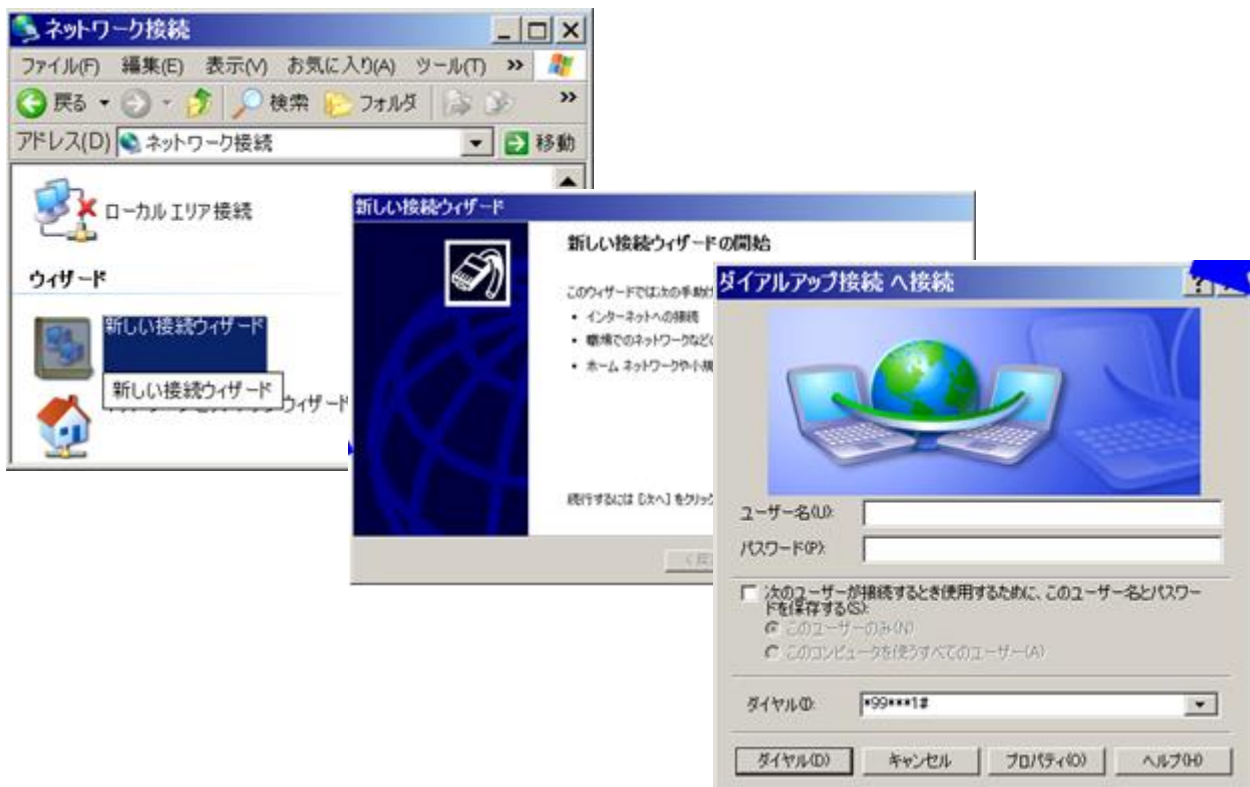 ネットワーク接続
ファイル(F) 編集(E) 表示(V) お気に入り(A) ツール(T) »
戻る 検索 フォルダ »
アドレス(D) ネットワーク接続 移動
ローカル エリア接続
ウィザード
新しい接続ウィザード
新しい接続ウィザード
ウィザード
新しい接続ウィザード
新しい接続ウィザードの開始
このウィザードでは次の手助け
• インターネットへの接続
• 職場でのネットワークなどの
• ホーム ネットワークや小規
続行するには [次へ] をクリック
ダイアルアップ接続 へ接続
ユーザー名(U):
パスワード(P):
次のユーザーが接続するとき使用するために、このユーザー名とパスワー
ドを保存する(S):
このユーザーのみ(N)
このコンピュータを使うすべてのユーザー(A)
ダイヤル(I): *99***1#
ダイヤル(D) キャンセル プロパティ(O) ヘルプ(H)